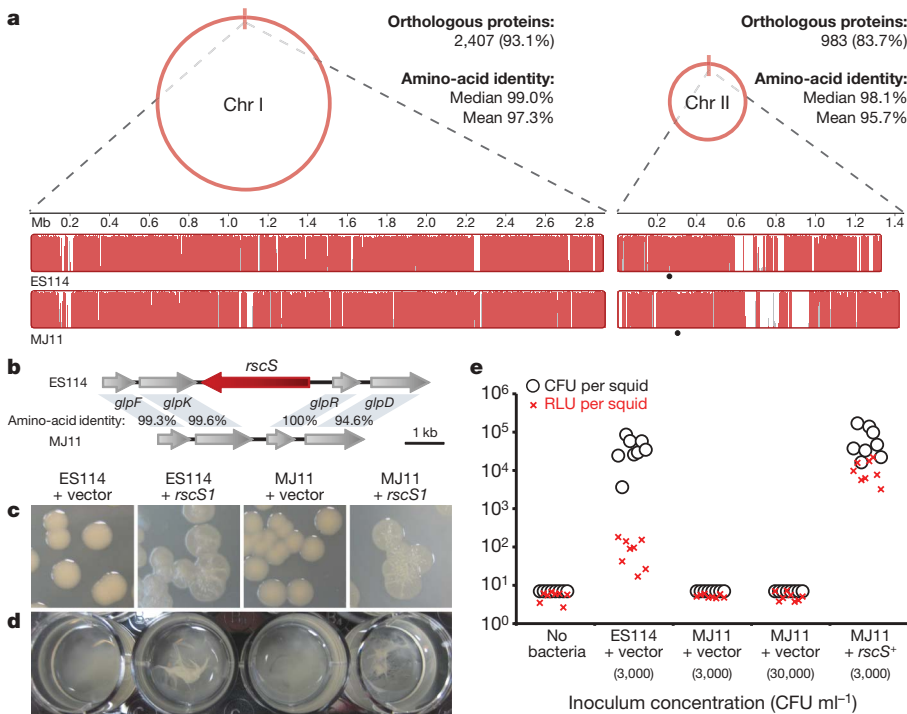 a
Orthologous proteins:
2,407 (93.1%)
Amino-acid identity:
Median 99.0%
Mean 97.3%
Chr I
Orthologous proteins:
983 (83.7%)
Amino-acid identity:
Median 98.1%
Mean 95.7%
Chr II
Mb 0.2 0.4 0.6 0.8 1.0 1.2 1.4 1.6 1.8 2.0 2.2 2.4 2.6 2.8
0.2 0.4 0.6 0.8 1.0 1.2 1.4
ES114
MJ11
b
rscS
ES114
glpF glpK glpR glpD
Amino-acid identity: 99.3% 99.6% 100% 94.6%
MJ11
1 kb
c
ES114
+ vector
ES114
+ rscS1
MJ11
+ vector
MJ11
+ rscS1
d
e
CFU per squid
RLU per squid
10⁶
10⁵
10⁴
10³
10²
10¹
10⁰
No
bacteria
ES114
+ vector
(3,000)
MJ11
+ vector
(3,000)
MJ11
+ vector
(30,000)
MJ11
+ rscS⁺
(3,000)
Inoculum concentration (CFU ml⁻¹)